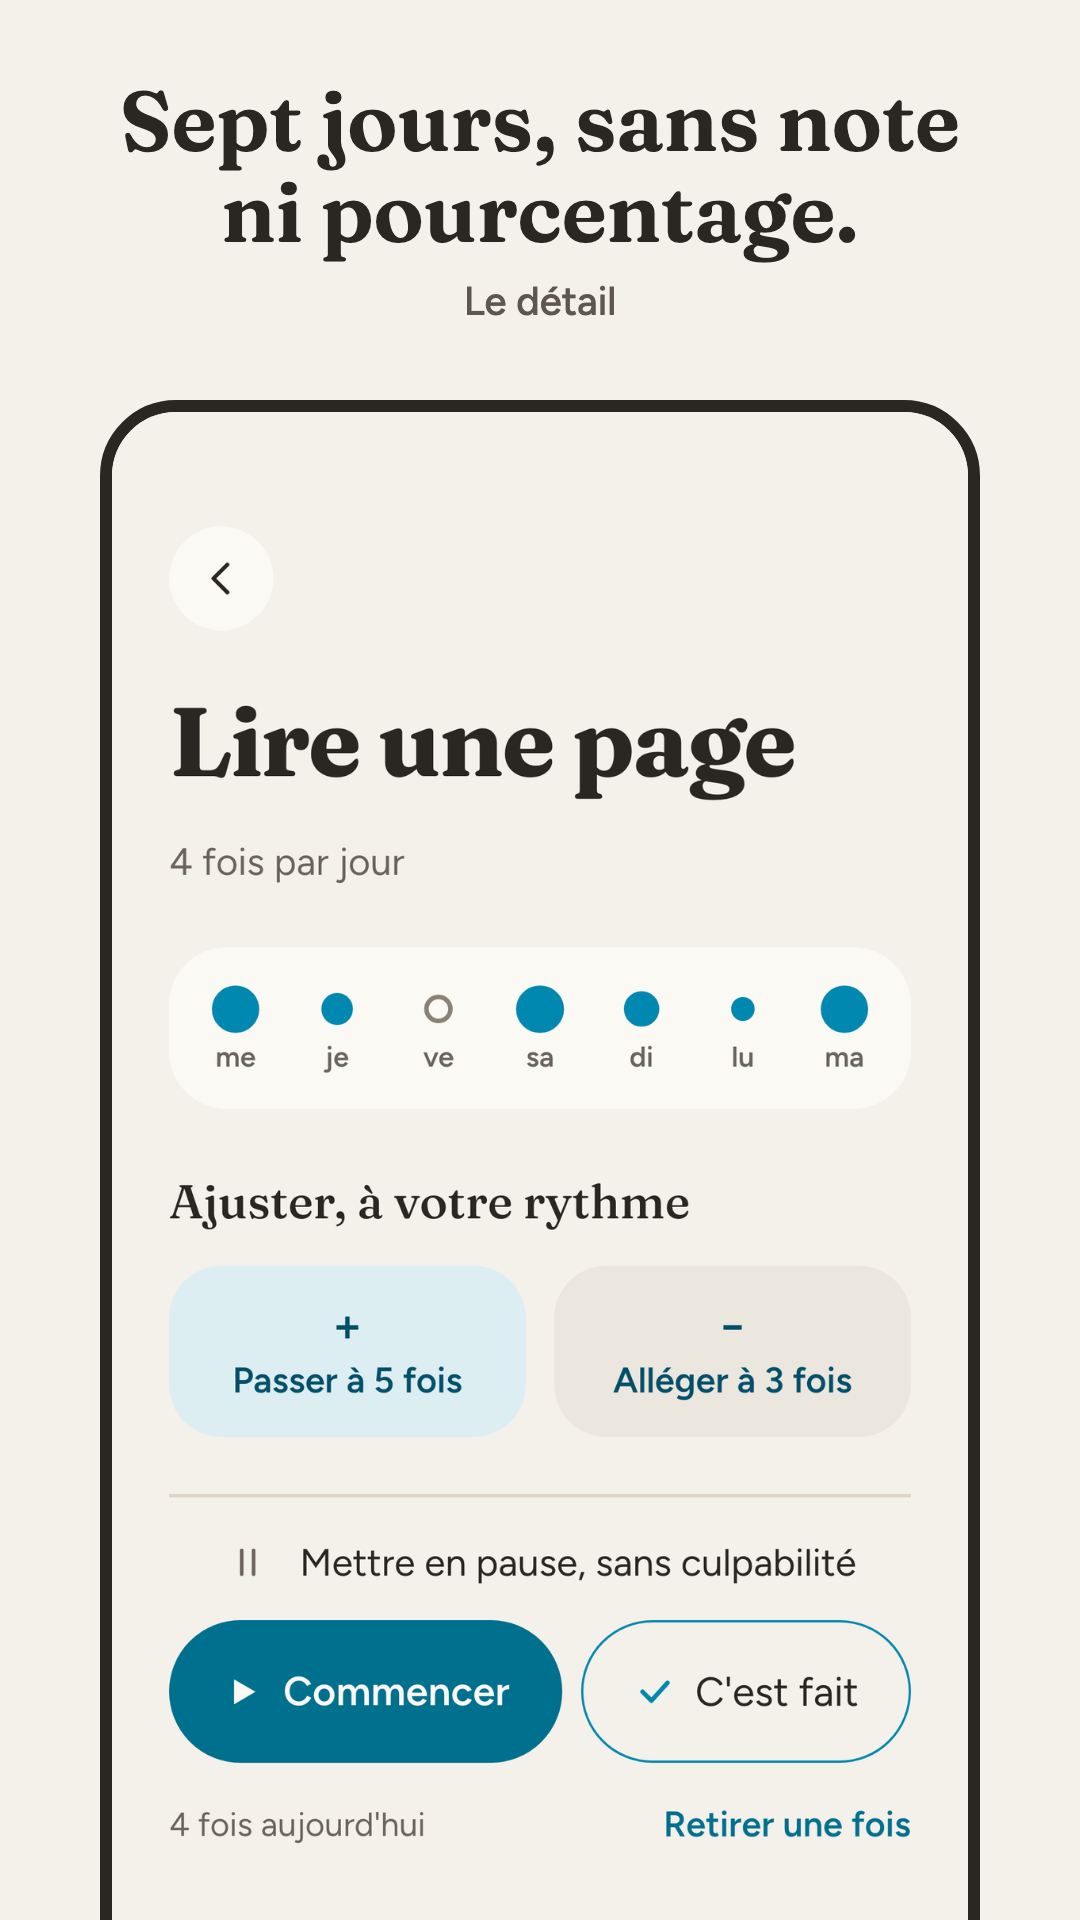 Sept jours, sans note
ni pourcentage.
Le détail
Lire une page
4 fois par jour
me je ve sa di lu ma
Ajuster, à votre rythme
+ −
Passer à 5 fois Alléger à 3 fois
Mettre en pause, sans culpabilité
Commencer C'est fait
4 fois aujourd'hui Retirer une fois